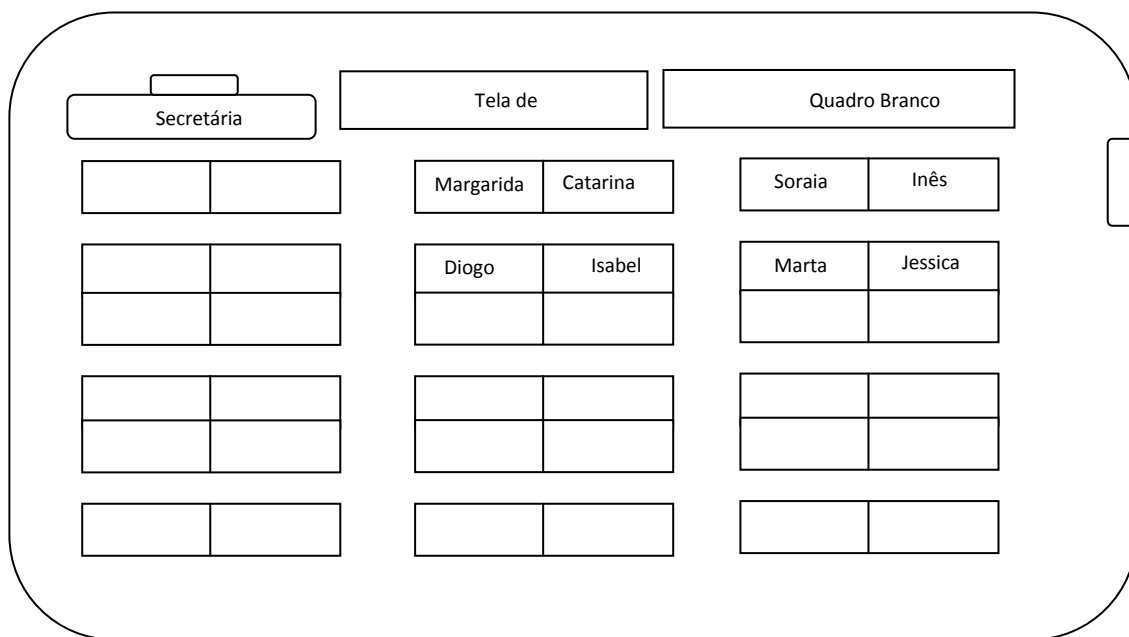 Secretária
Tela de
Quadro Branco
Margarida Catarina
Soraia Inês
Diogo Isabel
Marta Jessica